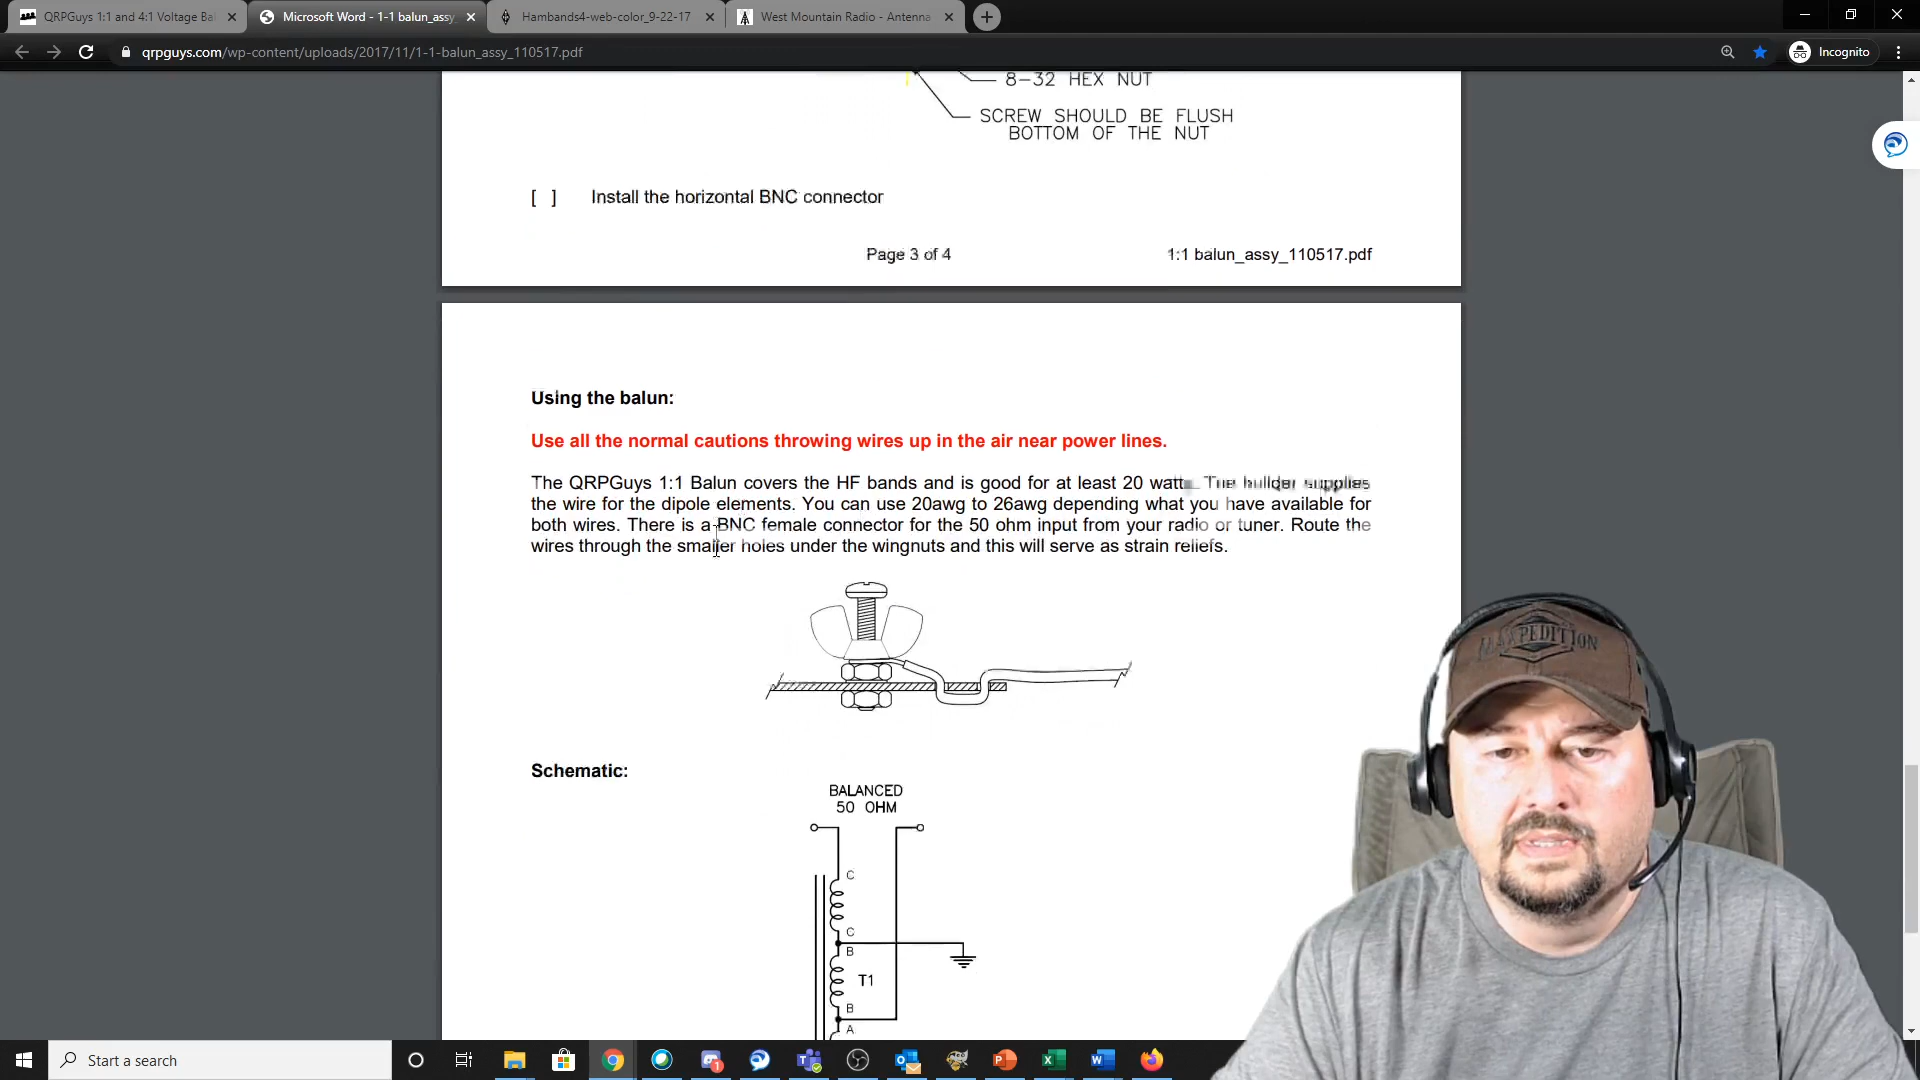 QRPGuys 1:1 and 4:1 Voltage Bal
Microsoft Word - 1-1 balun_assy_
Hambands4-web-color_9-22-17
West Mountain Radio - Antenna
qrpguys.com/wp-content/uploads/2017/11/1-1-balun_assy_110517.pdf
Incognito
8-32 HEX NUT
SCREW SHOULD BE FLUSH
BOTTOM OF THE NUT
[ ] Install the horizontal BNC connector
Page 3 of 4
1:1 balun_assy_110517.pdf
Using the balun:
Use all the normal cautions throwing wires up in the air near power lines.
The QRPGuys 1:1 Balun covers the HF bands and is good for at least 20 watts. The builder supplies
the wire for the dipole elements. You can use 20awg to 26awg depending what you have available for
both wires. There is a BNC female connector for the 50 ohm input from your radio or tuner. Route the
wires through the smaller holes under the wingnuts and this will serve as strain reliefs.
Schematic:
BALANCED
50 OHM
C
C
B
T1
B
A
MAXPEDITION
Start a search
1